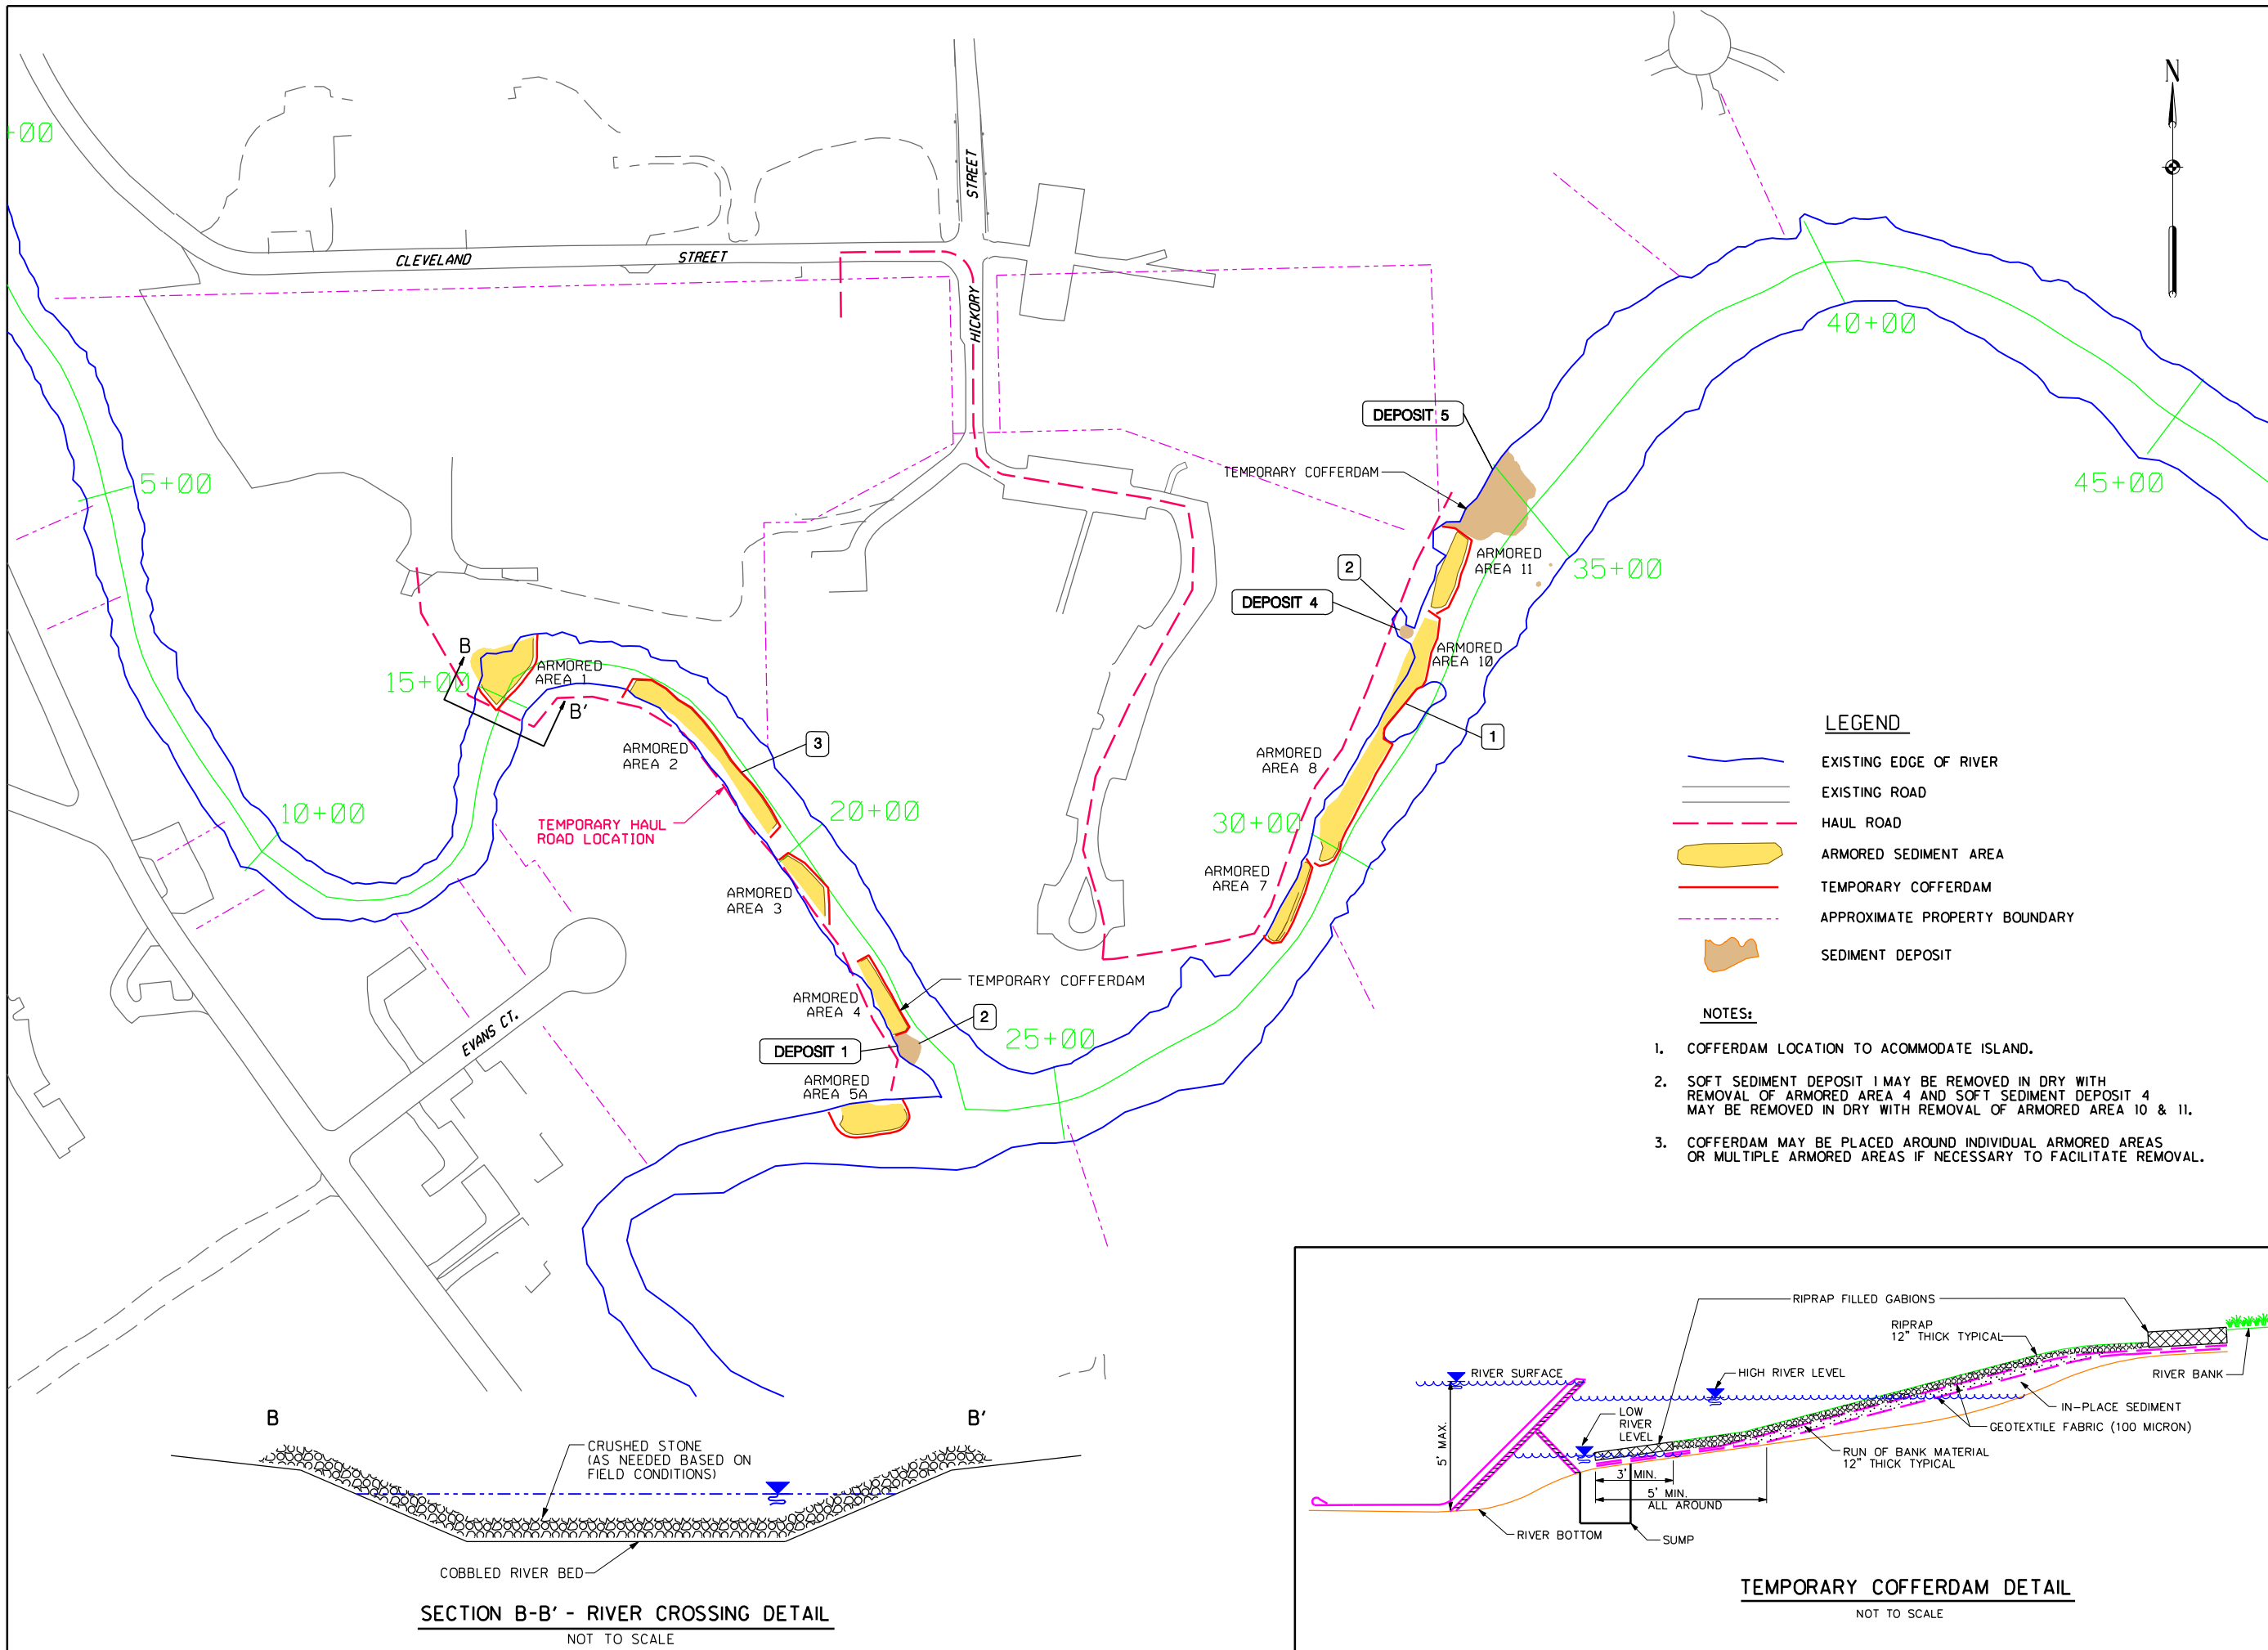 +00
N
STREET
CLEVELAND STREET
HICKORY
40+00
DEPOSIT 5
TEMPORARY COFFERDAM
45+00
5+00
ARMORED
AREA 11
35+00
2
DEPOSIT 4
B
ARMORED
AREA 1
15+00
B'
ARMORED
AREA 10
1
ARMORED
AREA 2
3
ARMORED
AREA 8
10+00
TEMPORARY HAUL
ROAD LOCATION
20+00
30+00
ARMORED
AREA 3
ARMORED
AREA 7
ARMORED
AREA 4
TEMPORARY COFFERDAM
2
EVANS CT.
DEPOSIT 1
25+00
ARMORED
AREA 5A
LEGEND
EXISTING EDGE OF RIVER
EXISTING ROAD
HAUL ROAD
ARMORED SEDIMENT AREA
TEMPORARY COFFERDAM
APPROXIMATE PROPERTY BOUNDARY
SEDIMENT DEPOSIT
NOTES:
1. COFFERDAM LOCATION TO ACOMMODATE ISLAND.
2. SOFT SEDIMENT DEPOSIT 1 MAY BE REMOVED IN DRY WITH
REMOVAL OF ARMORED AREA 4 AND SOFT SEDIMENT DEPOSIT 4
MAY BE REMOVED IN DRY WITH REMOVAL OF ARMORED AREA 10 & 11.
3. COFFERDAM MAY BE PLACED AROUND INDIVIDUAL ARMORED AREAS
OR MULTIPLE ARMORED AREAS IF NECESSARY TO FACILITATE REMOVAL.
B
B'
CRUSHED STONE
(AS NEEDED BASED ON
FIELD CONDITIONS)
COBBLED RIVER BED
SECTION B-B' - RIVER CROSSING DETAIL
NOT TO SCALE
RIPRAP FILLED GABIONS
RIPRAP
12" THICK TYPICAL
RIVER SURFACE
HIGH RIVER LEVEL
RIVER BANK
LOW
RIVER
LEVEL
IN-PLACE SEDIMENT
GEOTEXTILE FABRIC (100 MICRON)
5' MAX.
RUN OF BANK MATERIAL
12" THICK TYPICAL
3' MIN.
5' MIN.
ALL AROUND
RIVER BOTTOM
SUMP
TEMPORARY COFFERDAM DETAIL
NOT TO SCALE